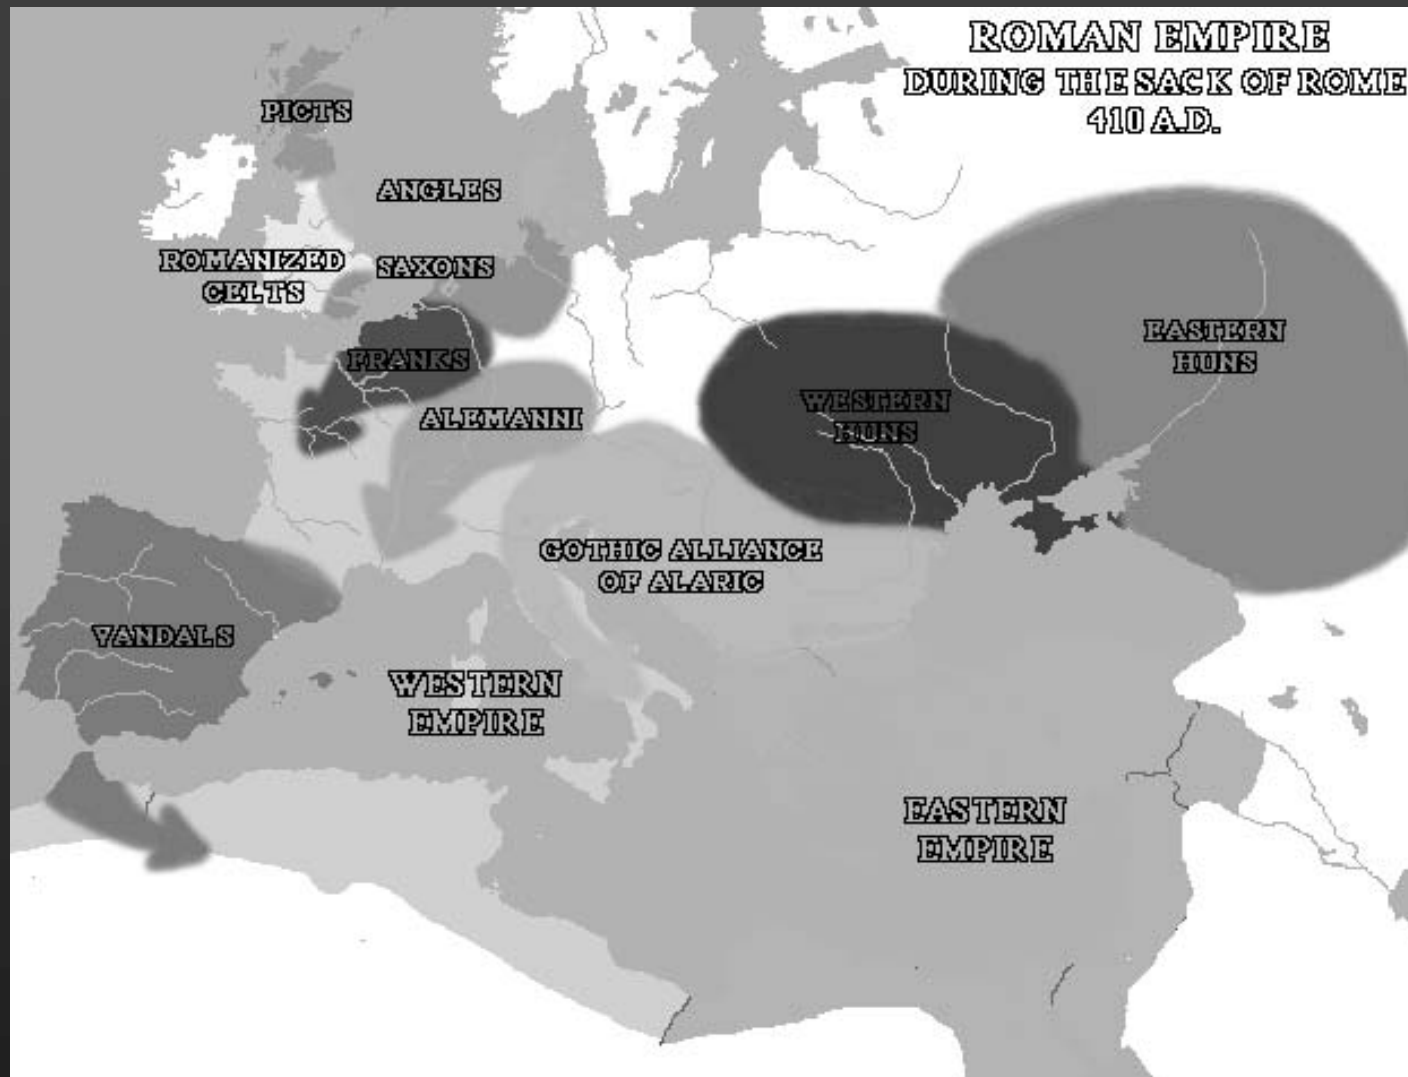 ROMAN EMPIRE
DURING THE SACK OF ROME
410 A.D.
PICTS
ANGLES
ROMANIZED
CELTS
SAXONS
FRANKS
ALEMANNI
EASTERN
HUNS
WESTERN
HUNS
GOTHIC ALLIANCE
OF ALARIC
VANDALS
WESTERN
EMPIRE
EASTERN
EMPIRE